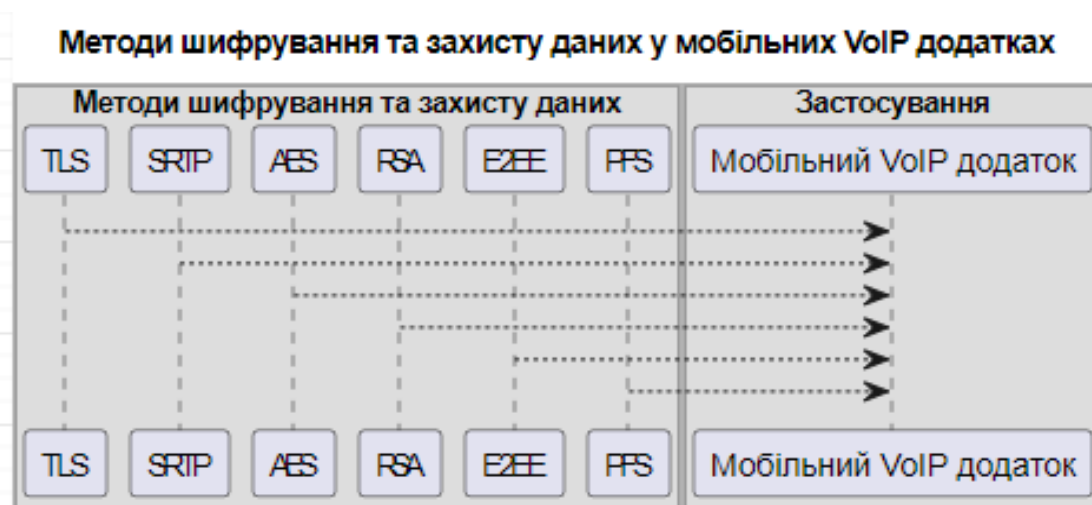 Методи шифрування та захисту даних у мобільних VoIP додатках
Методи шифрування та захисту даних Застосування
TLS SRTP AES RSA E2EE PFS Мобільний VoIP додаток
TLS SRTP AES RSA E2EE PFS Мобільний VoIP додаток